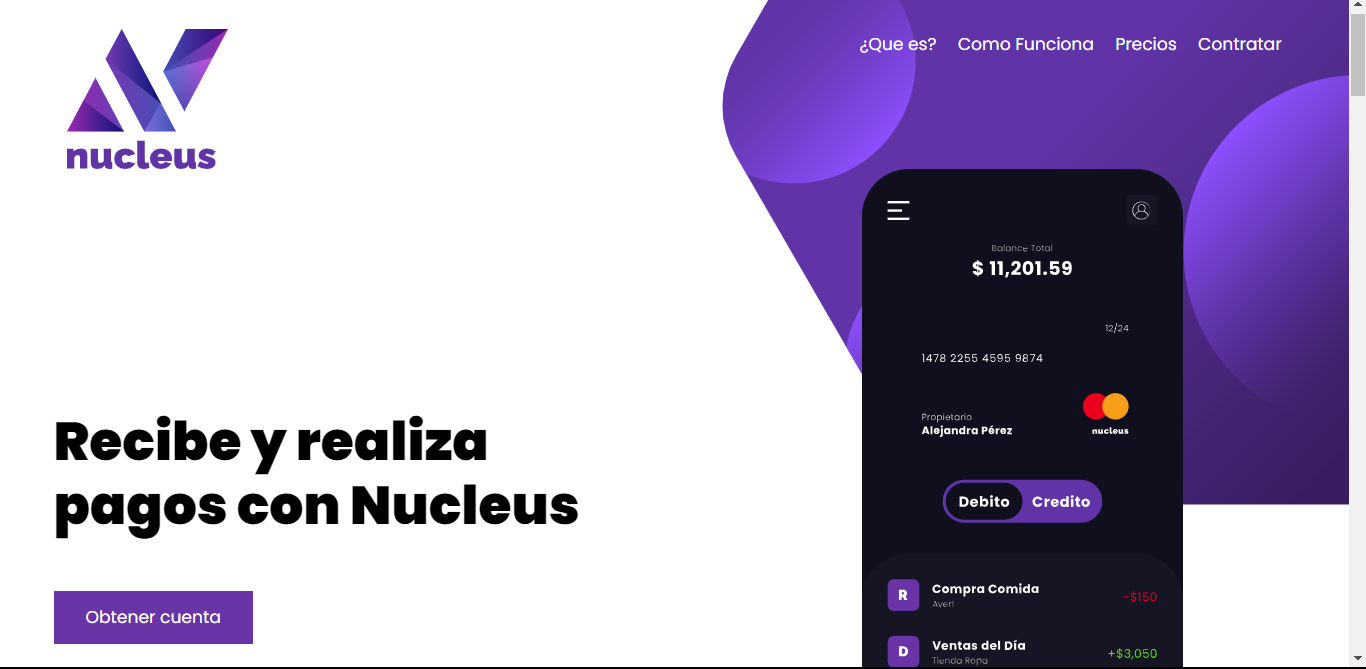 nucleus
¿Que es? Como Funciona Precios Contratar
Recibe y realiza
pagos con Nucleus
Obtener cuenta
Balance Total
$ 11,201.59
12/24
1478 2255 4595 9874
Propietario
Alejandra Pérez
nucleus
Debito Credito
R Compra Comida -$150
Aver!
D Ventas del Día +$3,050
Tienda Ropa